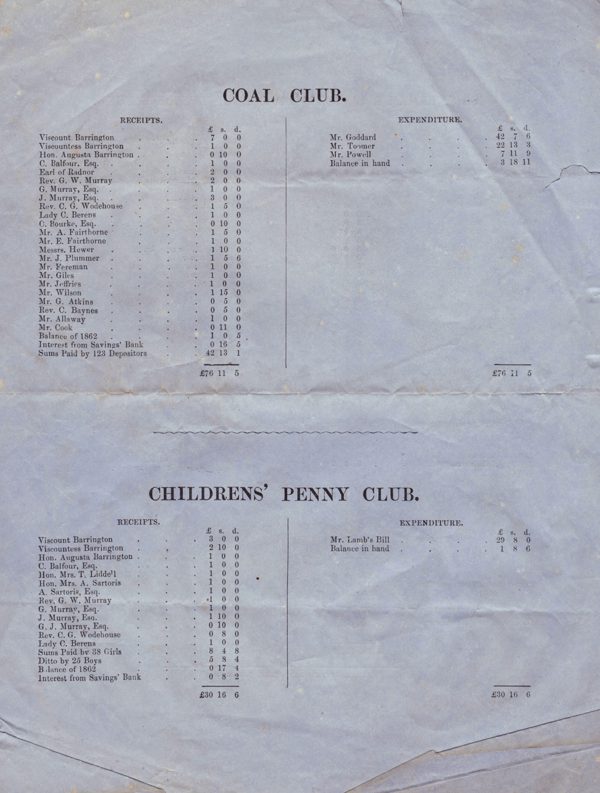 COAL CLUB.
RECEIPTS.
£ s. d.
Viscount Barrington . . . 7 0 0
Viscountess Barrington . . . 1 0 0
Hon. Augusta Barrington . . . 0 10 0
C. Balfour, Esq. . . . 1 0 0
Earl of Radnor . . . 2 0 0
Rev. G. W. Murray . . . 2 0 0
G. Murray, Esq. . . . 1 0 0
J. Murray, Esq. . . . 3 0 0
Rev. C. G. Wodehouse . . . 1 5 0
Lady C. Berens . . . 1 0 0
C. Bourke, Esq. . . . 0 10 0
Mr. A. Fairthorne . . . 1 5 0
Mr. E. Fairthorne . . . 1 0 0
Messrs. Hewer . . . 1 10 0
Mr. J. Plummer . . . 1 5 6
Mr. Fereman . . . 1 0 0
Mr. Giles . . . 1 0 0
Mr. Jeffries . . . 1 0 0
Mr. Wilson . . . 1 15 0
Mr. G. Atkins . . . 0 5 0
Rev. C. Baynes . . . 0 5 0
Mr. Allaway . . . 1 0 0
Mr. Cook . . . 0 11 0
Balance of 1862 . . . 1 0 5
Interest from Savings' Bank . . 0 16 5
Sums Paid by 123 Depositors . . 42 13 1
£76 11 5
EXPENDITURE.
£ s. d.
Mr. Goddard . . . . 42 7 6
Mr. Toomer . . . . 22 13 3
Mr. Powell . . . . 7 11 9
Balance in hand . . . . 3 18 11
£76 11 5
CHILDRENS' PENNY CLUB.
RECEIPTS.
£ s. d.
Viscount Barrington . . . 3 0 0
Viscountess Barrington . . . 2 10 0
Hon. Augusta Barrington . . . 1 0 0
C. Balfour, Esq. . . . 1 0 0
Hon. Mrs. T. Liddell . . . 1 0 0
Hon. Mrs. A. Sartoris . . . 1 0 0
A. Sartoris, Esq. . . . 1 0 0
Rev. G. W. Murray . . . 1 0 0
G. Murray, Esq. . . . 1 0 0
J. Murray, Esq. . . . 1 10 0
G. J. Murray, Esq. . . . 0 10 0
Rev. C. G. Wodehouse . . . 0 8 0
Lady C. Berens . . . 1 0 0
Sums Paid by 38 Girls . . . 8 4 8
Ditto by 25 Boys . . . 5 8 4
Balance of 1862 . . . 0 17 4
Interest from Savings' Bank . . 0 8 2
£30 16 6
EXPENDITURE.
£ s. d.
Mr. Lamb's Bill . . . . 29 8 0
Balance in hand . . . . 1 8 6
£30 16 6